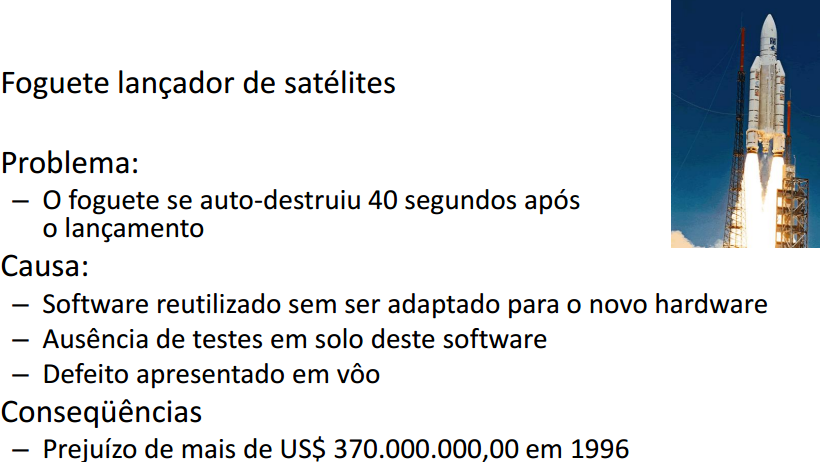 Foguete lançador de satélites
Problema:
– O foguete se auto-destruiu 40 segundos após
o lançamento
Causa:
– Software reutilizado sem ser adaptado para o novo hardware
– Ausência de testes em solo deste software
– Defeito apresentado em vôo
Conseqüências
– Prejuízo de mais de US$ 370.000.000,00 em 1996